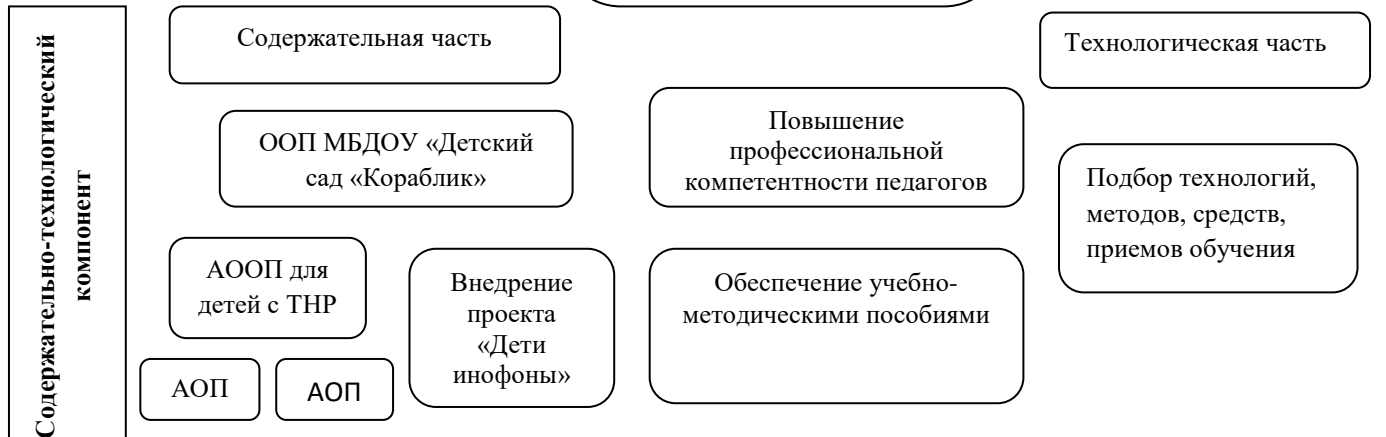 Содержательно-технологический
компонент
Содержательная часть
Технологическая часть
ООП МБДОУ «Детский
сад «Кораблик»
Повышение
профессиональной
компетентности педагогов
Подбор технологий,
методов, средств,
приемов обучения
АООП для
детей с ТНР
Внедрение
проекта
«Дети
инофоны»
Обеспечение учебно-
методическими пособиями
АОП
АОП